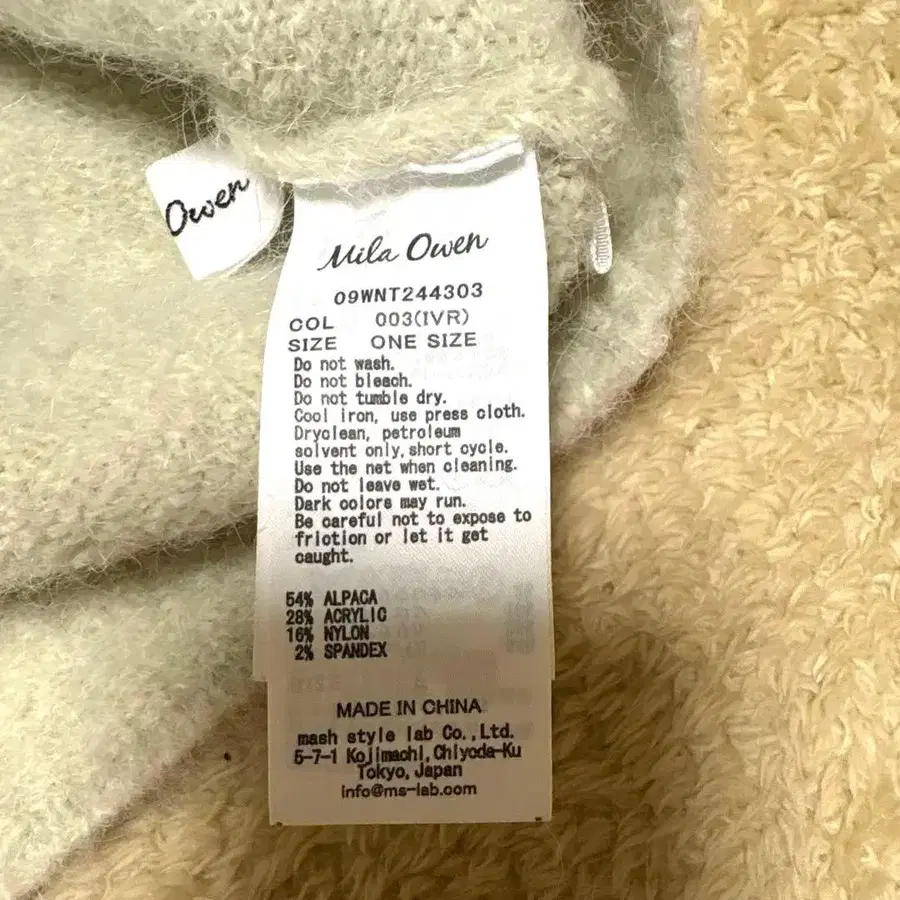 Owen
Mila Owen
09WNT244303
COL 003(IVR)
SIZE ONE SIZE
Do not wash.
Do not bleach.
Do not tumble dry.
Cool iron, use press cloth.
Dryclean, petroleum
solvent only, short cycle.
Use the net when cleaning.
Do not leave wet.
Dark colors may run.
Be careful not to expose to
friction or let it get
caught.
54% ALPACA
28% ACRYLIC
16% NYLON
2% SPANDEX
MADE IN CHINA
mash style lab Co.,Ltd.
5-7-1 Kojimachi,Chiyoda-Ku
Tokyo,Japan
info@ms-lab.com